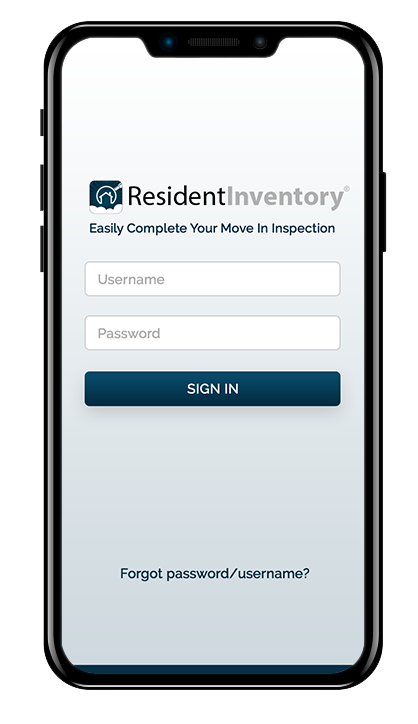 ResidentInventory®
Easily Complete Your Move In Inspection
Username
Password
SIGN IN
Forgot password/username?